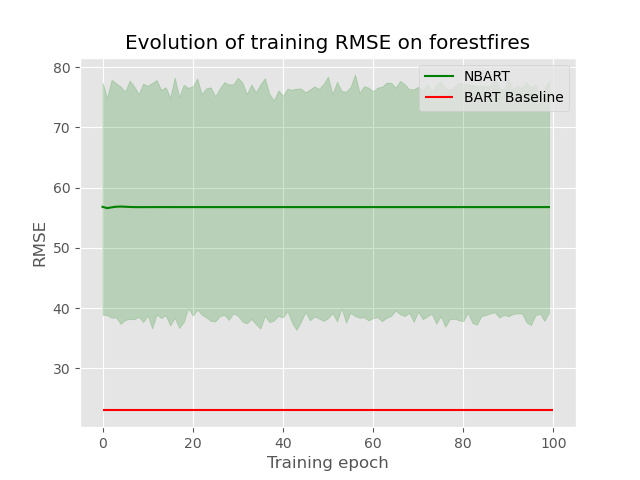 Evolution of training RMSE on forestfires
NBART
BART Baseline
80
70
60
50
40
30
RMSE
0 20 40 60 80 100
Training epoch